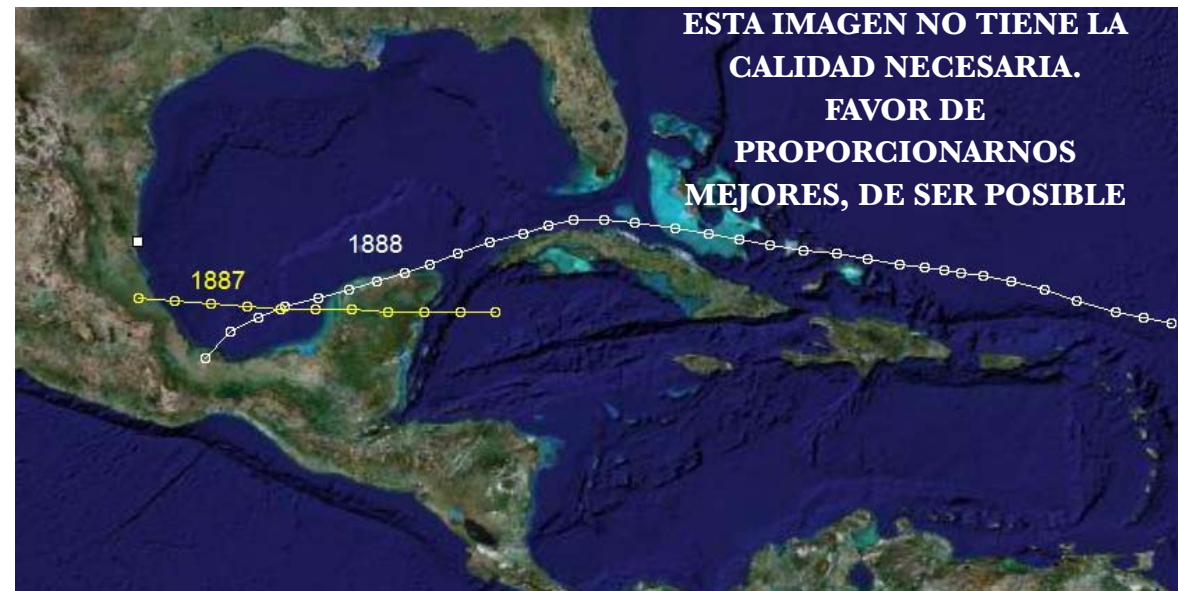 ESTA IMAGEN NO TIENE LA
CALIDAD NECESARIA.
FAVOR DE
PROPORCIONARNOS
MEJORES, DE SER POSIBLE
1888
1887